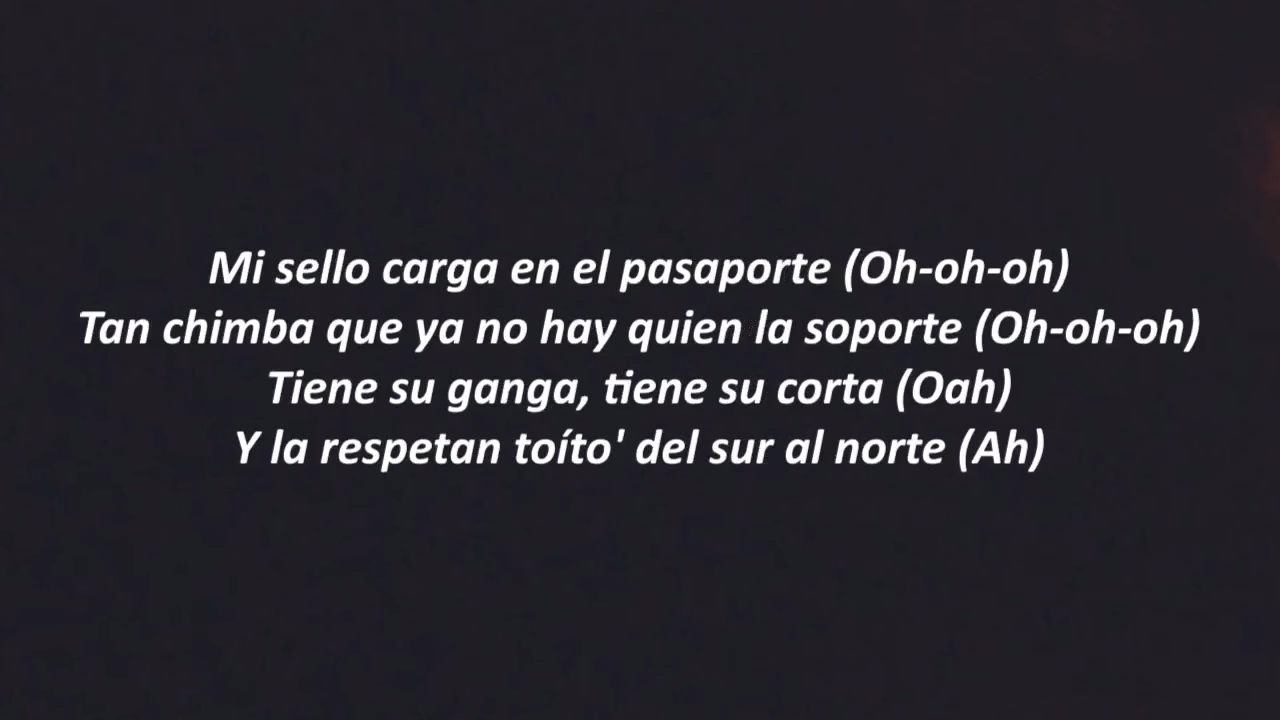 Mi sello carga en el pasaporte (Oh-oh-oh)
Tan chimba que ya no hay quien la soporte (Oh-oh-oh)
Tiene su ganga, tiene su corta (Oah)
Y la respetan toíto' del sur al norte (Ah)